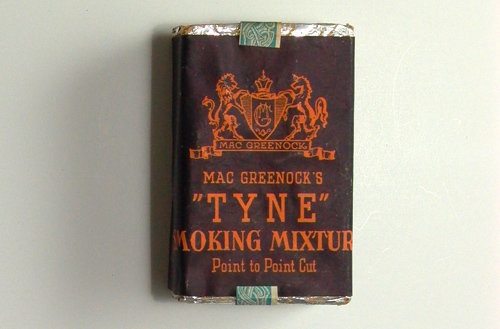 MAC GREENOCK
MAC GREENOCK'S
"TYNE"
MOKING MIXTUR
Point to Point Cut